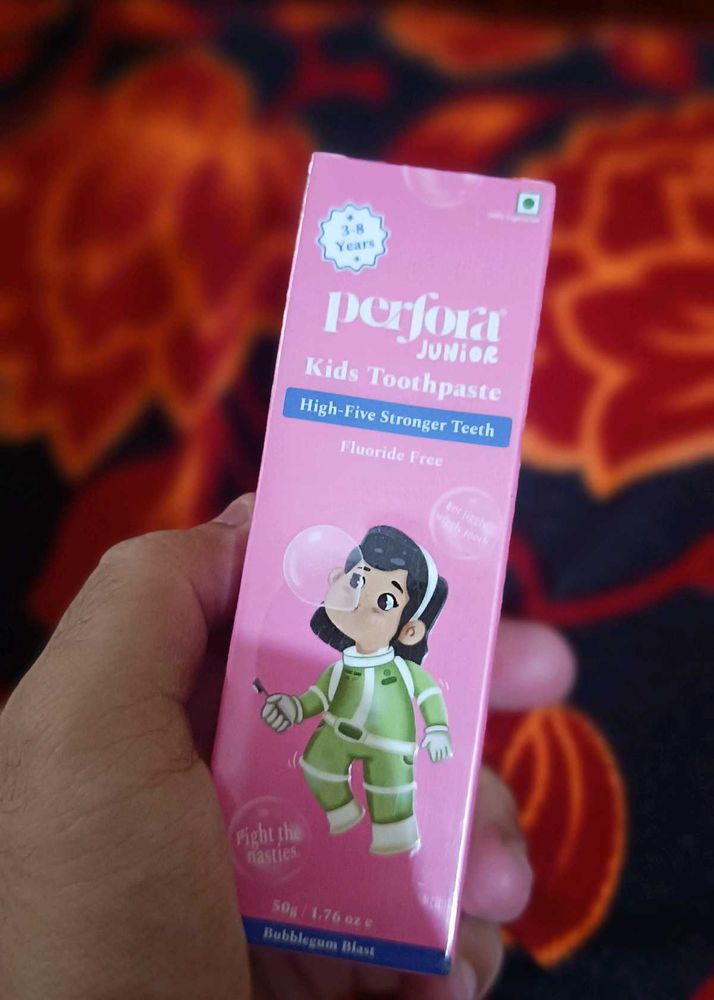 3-8
Years
perfora
JUNIOR
Kids Toothpaste
High-Five Stronger Teeth
Fluoride Free
Fight the
nasties
50g / 1.76 oz e
Bubblegum Blast